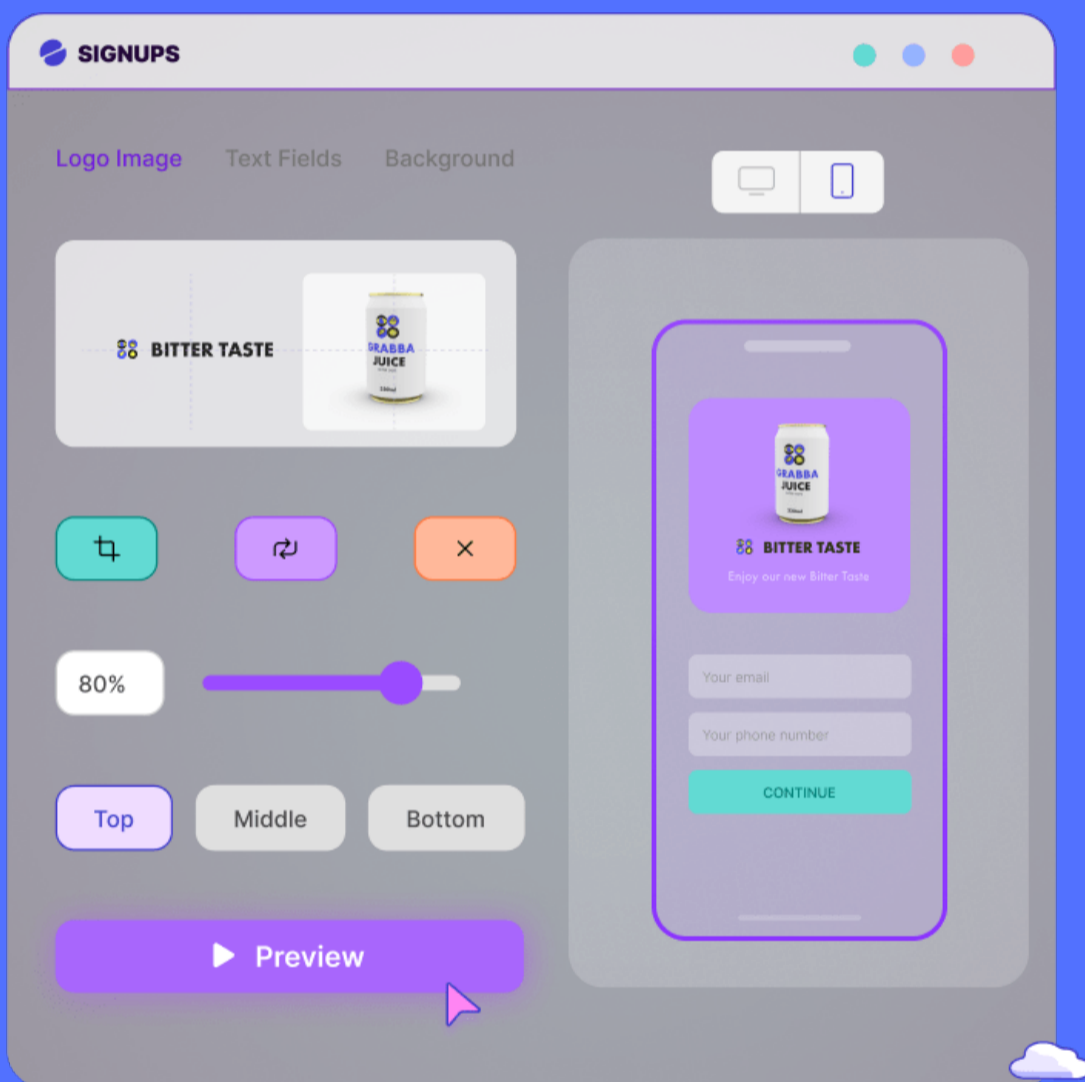 SIGNUPS
Logo Image
Text Fields
Background
BITTER TASTE
GRABBA
JUICE
80%
Top
Middle
Bottom
Preview
GRABBA
JUICE
BITTER TASTE
Enjoy our new Bitter Taste
Your email
Your phone number
CONTINUE